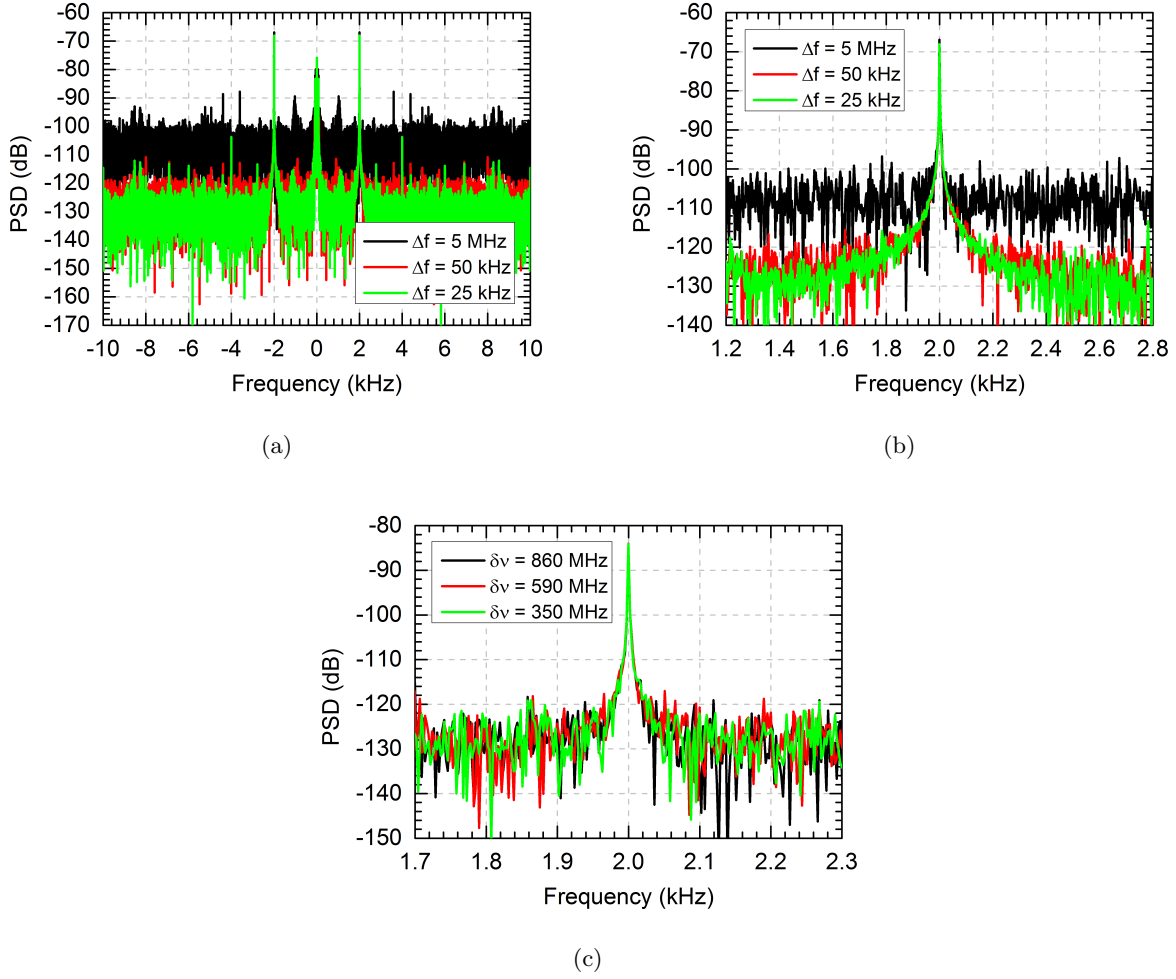 -60
-70
-80
-90
-100
-110
-120
-130
-140
-150
-160
-170
PSD (dB)
Δf = 5 MHz
Δf = 50 kHz
Δf = 25 kHz
-10 -8 -6 -4 -2 0 2 4 6 8 10
Frequency (kHz)
(a)
-60
-70
-80
-90
-100
-110
-120
-130
-140
PSD (dB)
Δf = 5 MHz
Δf = 50 kHz
Δf = 25 kHz
1.2 1.4 1.6 1.8 2.0 2.2 2.4 2.6 2.8
Frequency (kHz)
(b)
-80
-90
-100
-110
-120
-130
-140
-150
PSD (dB)
δν = 860 MHz
δν = 590 MHz
δν = 350 MHz
1.7 1.8 1.9 2.0 2.1 2.2 2.3
Frequency (kHz)
(c)